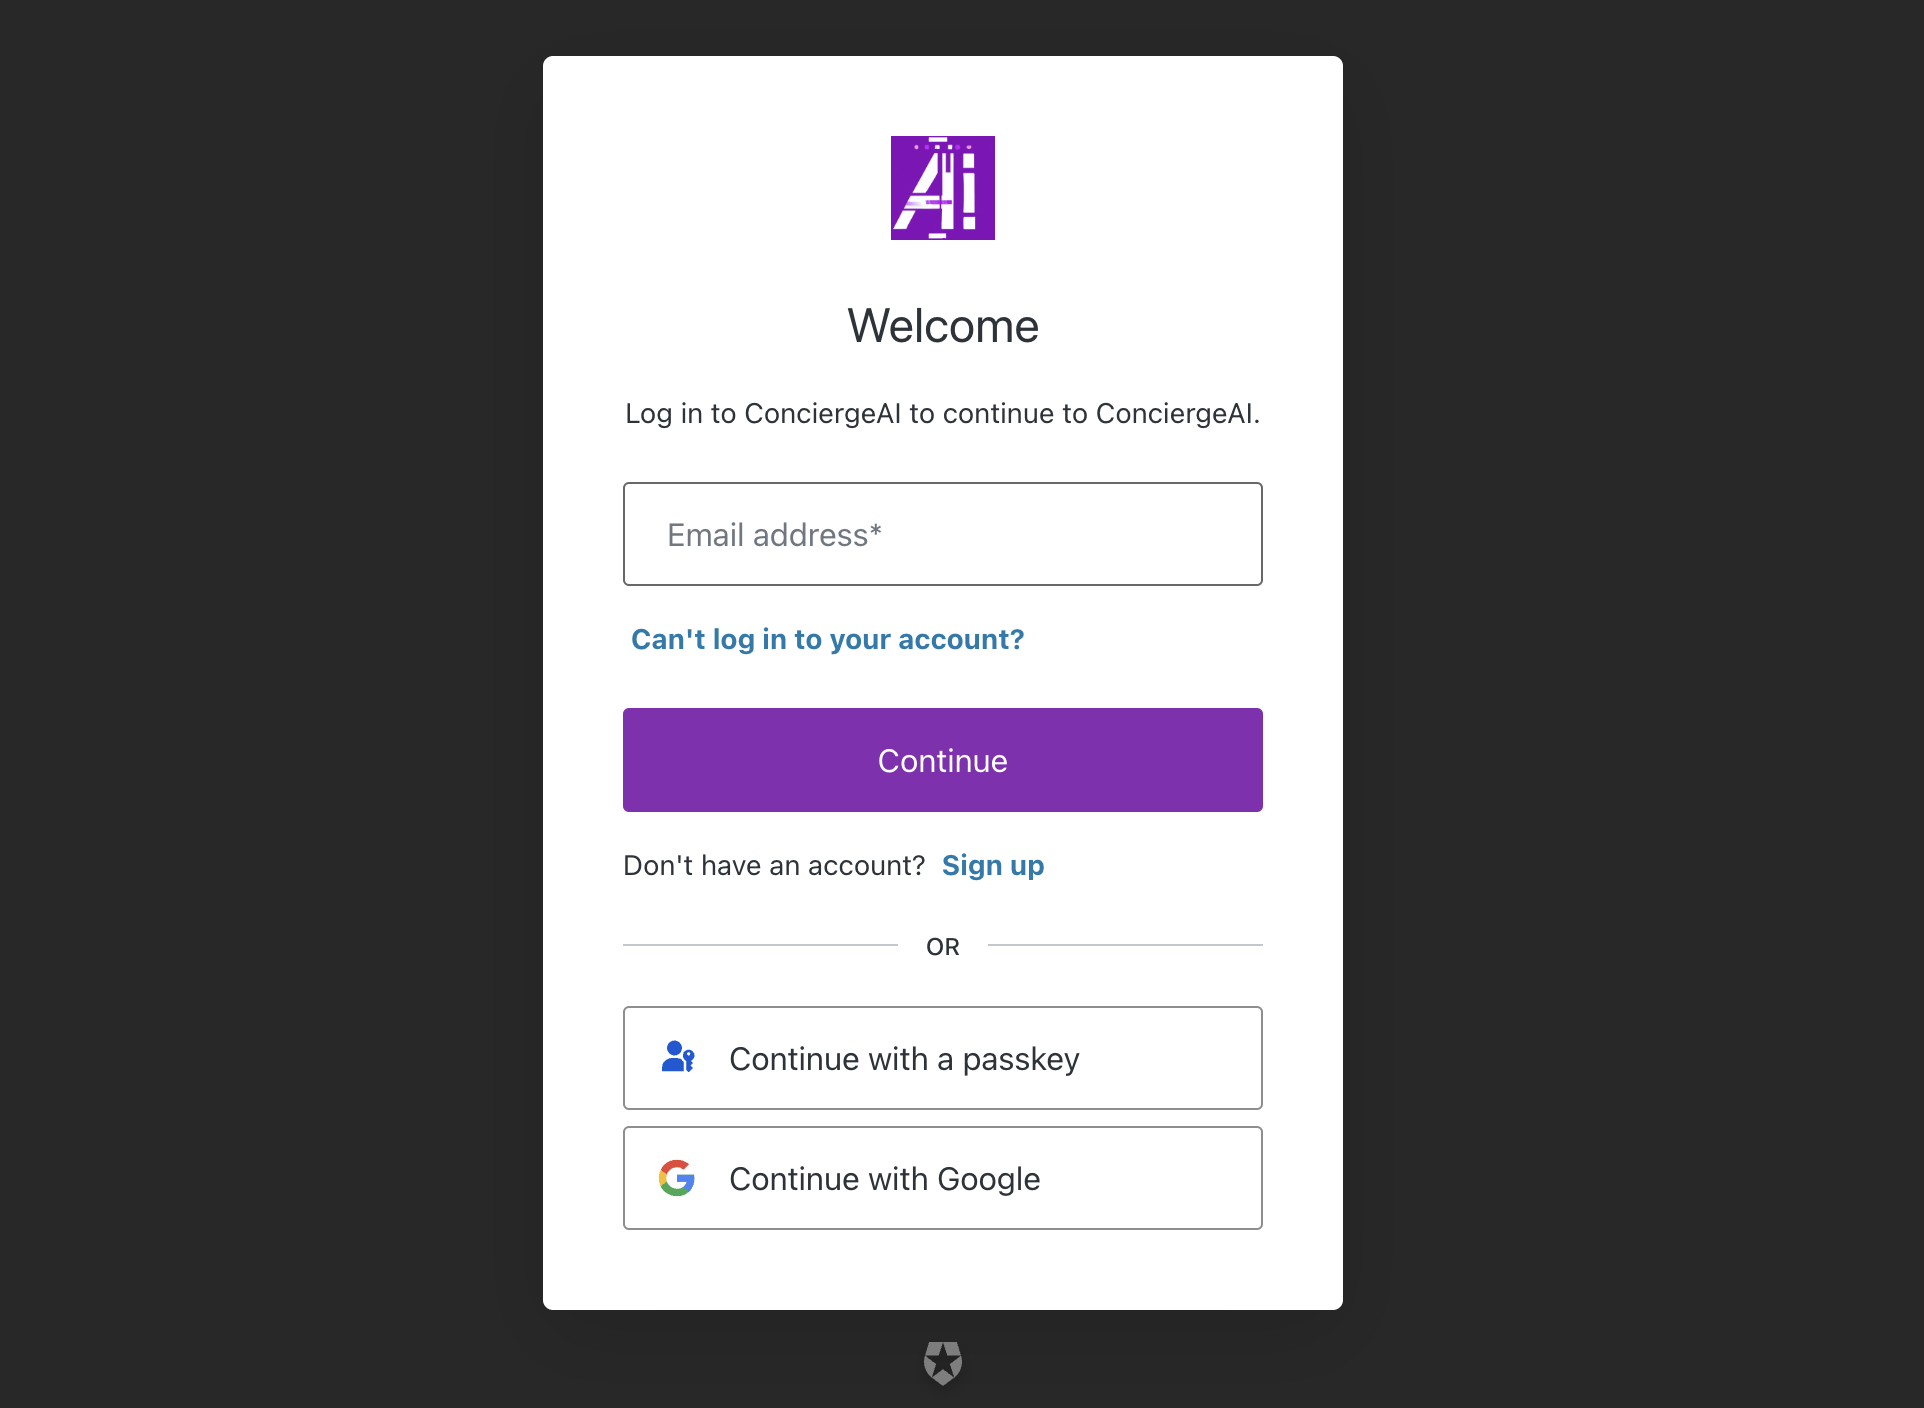 Ai
Welcome
Log in to ConciergeAI to continue to ConciergeAI.
Email address*
Can't log in to your account?
Continue
Don't have an account? Sign up
OR
Continue with a passkey
Continue with Google